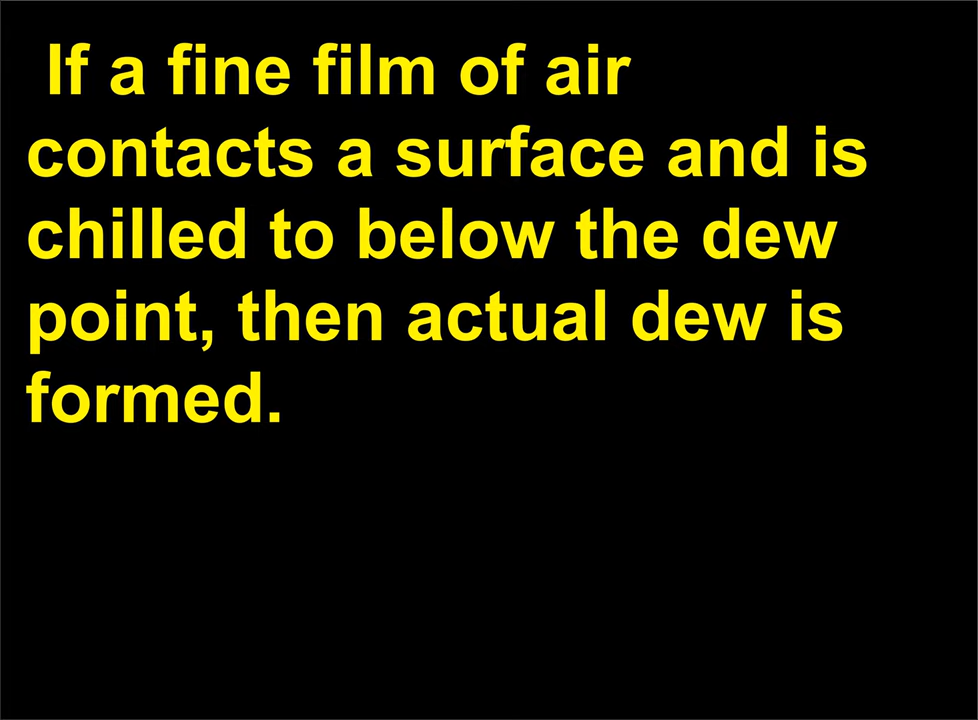 If a fine film of air
contacts a surface and is
chilled to below the dew
point, then actual dew is
formed.